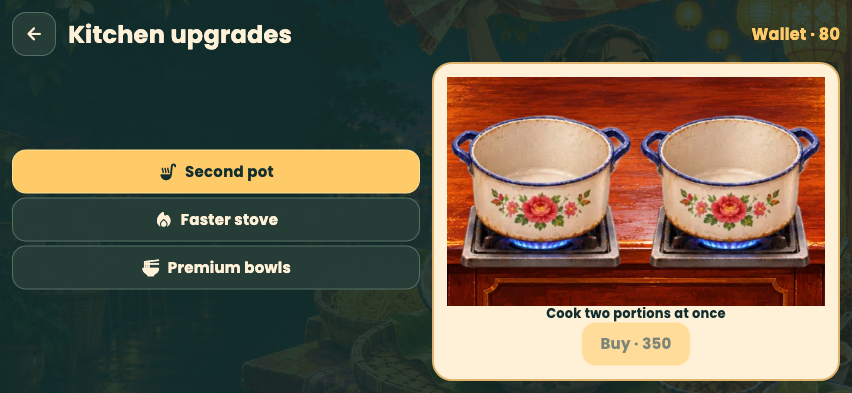 Kitchen upgrades
Wallet · 80
Second pot
Faster stove
Premium bowls
Cook two portions at once
Buy · 350